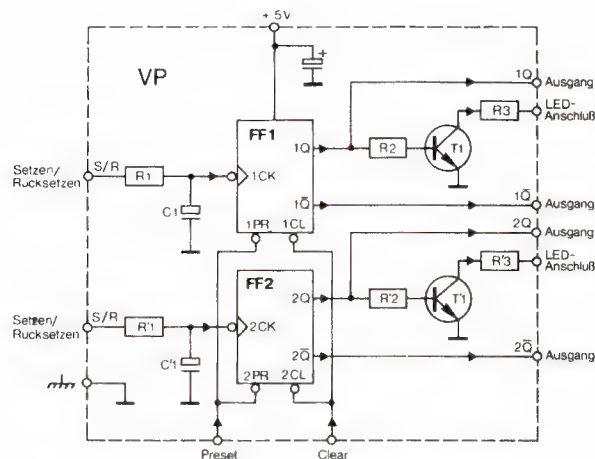 + 5V
+
VP
1Q
Ausgang
LED-
Anschluß
R3
FF1
1Q
R2
T1
Setzen/
Rucksetzen
S/R
R1
1CK
C1
1Q̅
1Q̅
Ausgang
1PR
1CL
2Q
Ausgang
FF2
LED-
Anschluß
R'3
2Q
R'2
T'1
Setzen/
Rucksetzen
S/R
R'1
2CK
C'1
2Q̅
2Q̅
Ausgang
2PR
2CL
Preset
Clear